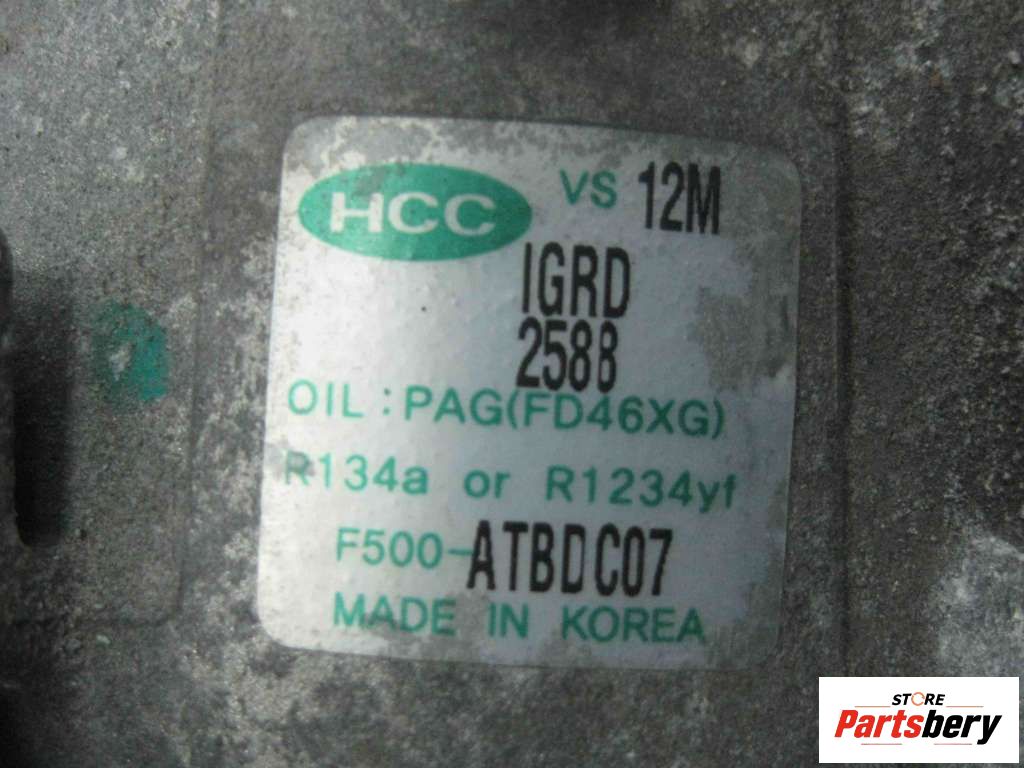 HCC VS 12M
IGRD
2588
OIL : PAG(FD46XG)
R134a or R1234yf
F500-ATBDC07
MADE IN KOREA
STORE
Partsbery